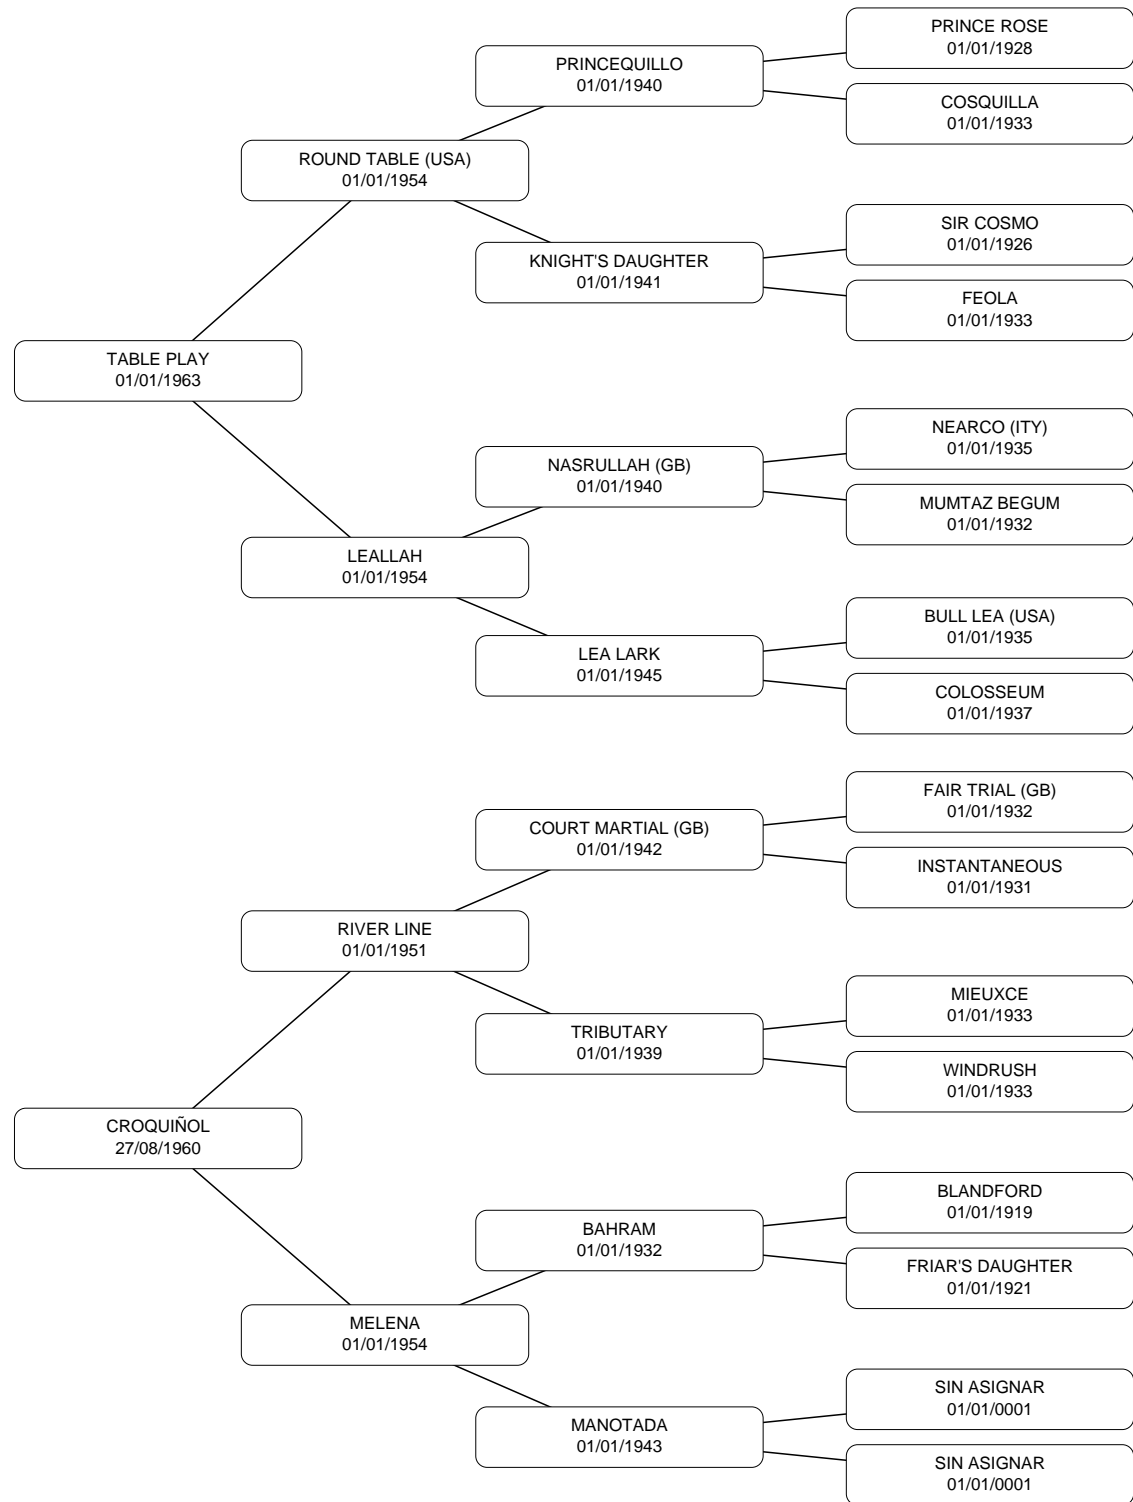 PRINCE ROSE
01/01/1928
PRINCEQUILLO
01/01/1940
COSQUILLA
01/01/1933
ROUND TABLE (USA)
01/01/1954
SIR COSMO
01/01/1926
KNIGHT'S DAUGHTER
01/01/1941
FEOLA
01/01/1933
TABLE PLAY
01/01/1963
NEARCO (ITY)
01/01/1935
NASRULLAH (GB)
01/01/1940
MUMTAZ BEGUM
01/01/1932
LEALLAH
01/01/1954
BULL LEA (USA)
01/01/1935
LEA LARK
01/01/1945
COLOSSEUM
01/01/1937
FAIR TRIAL (GB)
01/01/1932
COURT MARTIAL (GB)
01/01/1942
INSTANTANEOUS
01/01/1931
RIVER LINE
01/01/1951
MIEUXCE
01/01/1933
TRIBUTARY
01/01/1939
WINDRUSH
01/01/1933
CROQUIÑOL
27/08/1960
BLANDFORD
01/01/1919
BAHRAM
01/01/1932
FRIAR'S DAUGHTER
01/01/1921
MELENA
01/01/1954
SIN ASIGNAR
01/01/0001
MANOTADA
01/01/1943
SIN ASIGNAR
01/01/0001